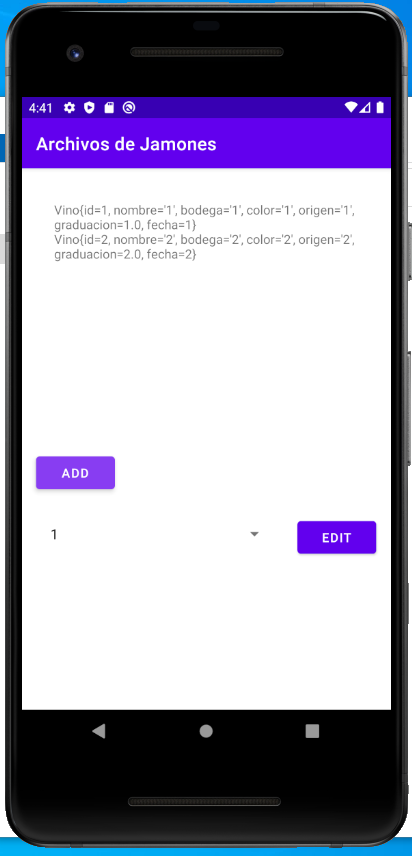 4:41
Archivos de Jamones
Vino{id=1, nombre='1', bodega='1', color='1', origen='1',
graduacion=1.0, fecha=1}
Vino{id=2, nombre='2', bodega='2', color='2', origen='2',
graduacion=2.0, fecha=2}
ADD
1
EDIT